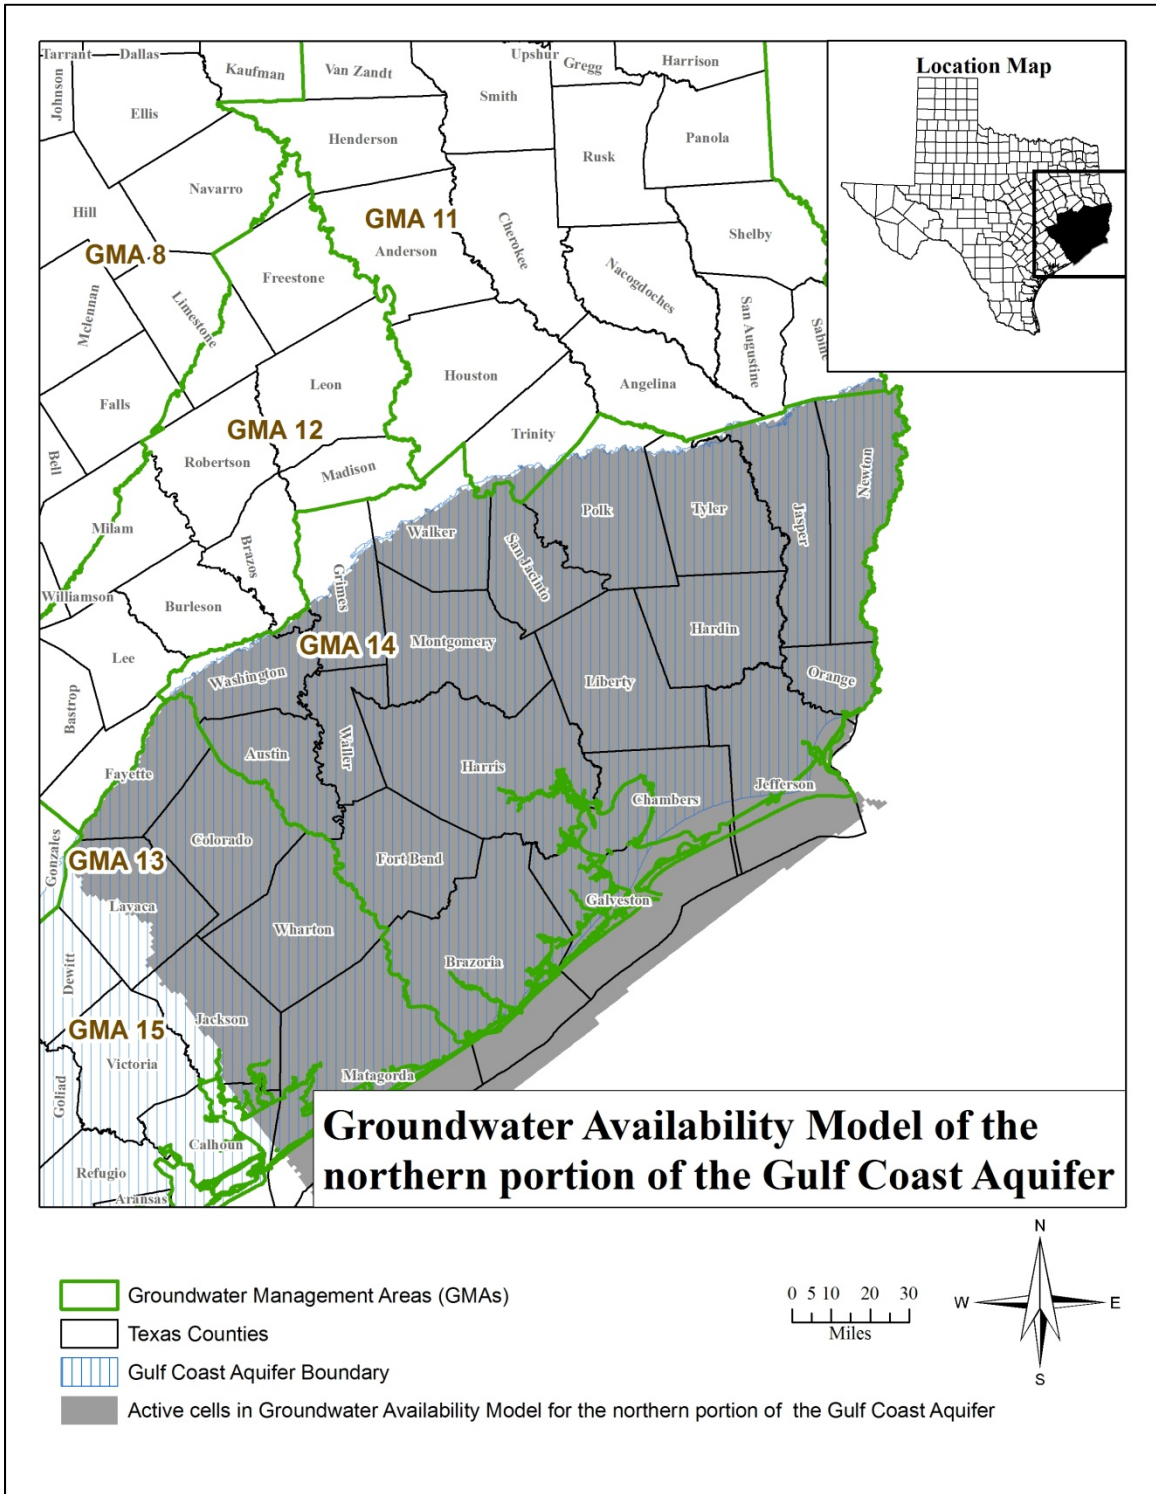 Location Map
Tarrant
Dallas
Kaufman
Van Zandt
Upshur
Gregg
Harrison
Johnson
Ellis
Smith
Henderson
Rusk
Panola
Navarro
Hill
GMA 11
GMA 8
Anderson
Cherokee
Shelby
Freestone
Nacogdoches
Mclennan
Limestone
San Augustine
Sabine
Leon
Houston
Angelina
Falls
GMA 12
Trinity
Bell
Robertson
Madison
Newton
Milam
Walker
Polk
Tyler
Jasper
Brazos
San Jacinto
Grimes
Williamson
Burleson
GMA 14
Montgomery
Hardin
Lee
Washington
Liberty
Orange
Bastrop
Austin
Waller
Harris
Fayette
Jefferson
Chambers
Colorado
Gonzales
GMA 13
Fort Bend
Lavaca
Galveston
Wharton
Brazoria
Dewitt
GMA 15
Jackson
Victoria
Matagorda
Goliad
Calhoun
Refugio
Aransas
Groundwater Availability Model of the
northern portion of the Gulf Coast Aquifer
Groundwater Management Areas (GMAs)
Texas Counties
Gulf Coast Aquifer Boundary
Active cells in Groundwater Availability Model for the northern portion of the Gulf Coast Aquifer
0 5 10 20 30
Miles
N
W
E
S